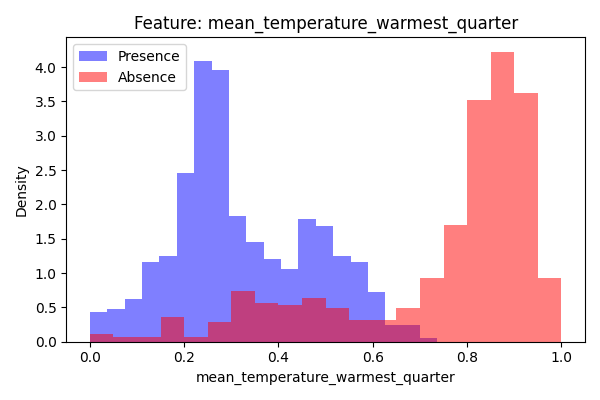 Feature: mean_temperature_warmest_quarter
Presence
Absence
Density
4.0
3.5
3.0
2.5
2.0
1.5
1.0
0.5
0.0
0.0 0.2 0.4 0.6 0.8 1.0
mean_temperature_warmest_quarter